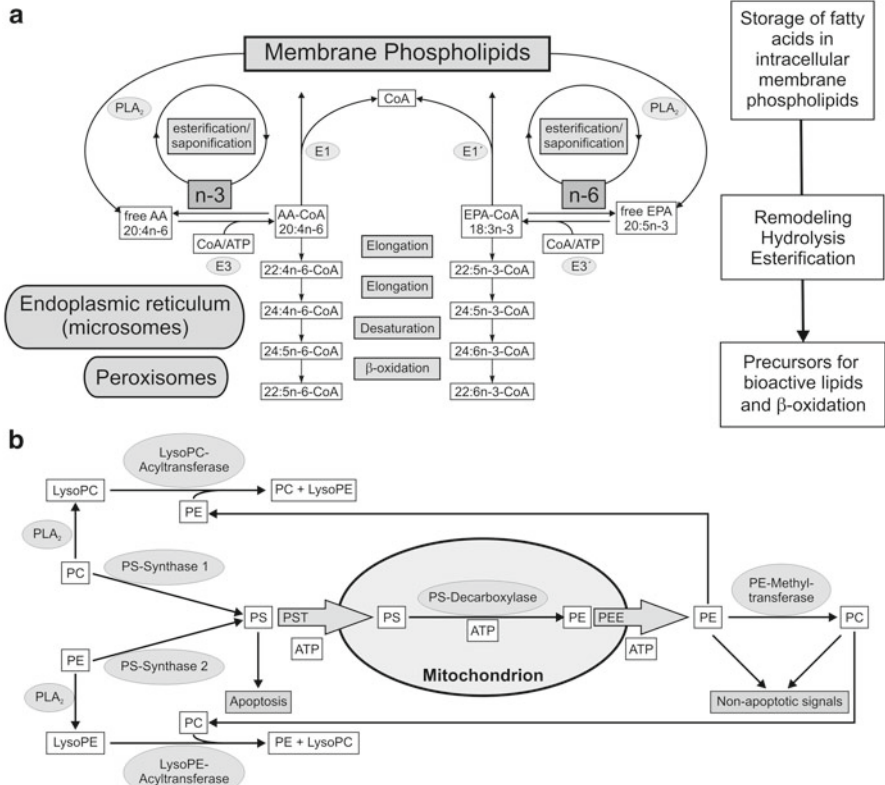 a
Membrane Phospholipids
Storage of fatty
acids in
intracellular
membrane
phospholipids
PLA₂
esterification/
saponification
CoA
E1
E1´
esterification/
saponification
PLA₂
n-3
n-6
free AA
20:4n-6
AA-CoA
20:4n-6
EPA-CoA
18:3n-3
free EPA
20:5n-3
CoA/ATP
E3
CoA/ATP
E3´
Remodeling
Hydrolysis
Esterification
Elongation
22:4n-6-CoA
22:5n-3-CoA
Elongation
24:4n-6-CoA
24:5n-3-CoA
Desaturation
24:5n-6-CoA
24:6n-3-CoA
β-oxidation
22:5n-6-CoA
22:6n-3-CoA
Endoplasmic reticulum
(microsomes)
Peroxisomes
Precursors for
bioactive lipids
and β-oxidation
b
LysoPC-
Acyltransferase
LysoPC
PC + LysoPE
PE
PLA₂
PC
PS-Synthase 1
PS
PST
ATP
PS
PS-Decarboxylase
ATP
PE
PEE
ATP
PE
PE-Methyl-
transferase
PC
Mitochondrion
PE
PS-Synthase 2
PLA₂
Apoptosis
Non-apoptotic signals
PC
LysoPE
PE + LysoPC
LysoPE-
Acyltransferase